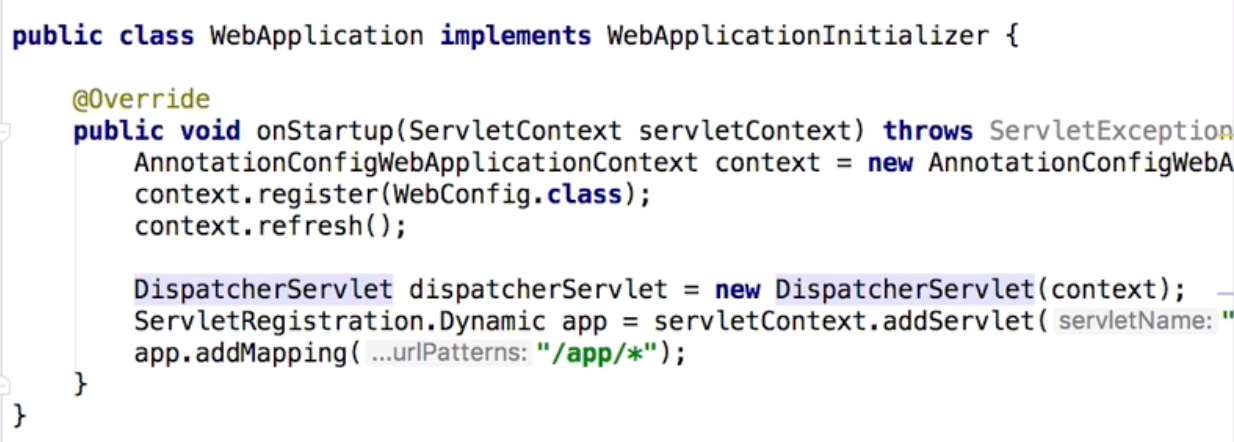 public class WebApplication implements WebApplicationInitializer {
@Override
public void onStartup(ServletContext servletContext) throws ServletException
AnnotationConfigWebApplicationContext context = new AnnotationConfigWebA
context.register(WebConfig.class);
context.refresh();
DispatcherServlet dispatcherServlet = new DispatcherServlet(context);
ServletRegistration.Dynamic app = servletContext.addServlet( servletName: "
app.addMapping( ...urlPatterns: "/app/*");
}
}